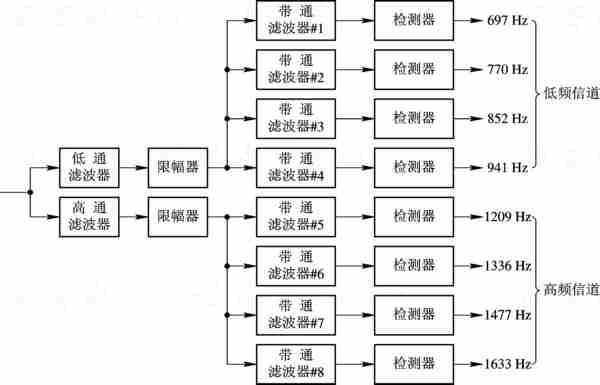 带 通
滤波器#1
检测器
697 Hz
带 通
滤波器#2
检测器
770 Hz
低频信道
带 通
滤波器#3
检测器
852 Hz
低 通
滤波器
限幅器
带 通
滤波器#4
检测器
941 Hz
高 通
滤波器
限幅器
带 通
滤波器#5
检测器
1209 Hz
带 通
滤波器#6
检测器
1336 Hz
高频信道
带 通
滤波器#7
检测器
1477 Hz
带 通
滤波器#8
检测器
1633 Hz